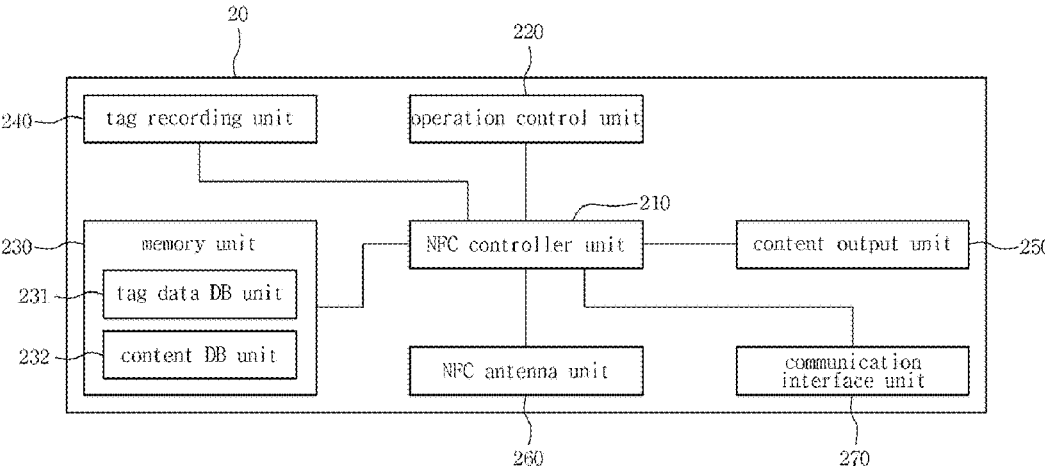 20
220
240
tag recording unit
operation control unit
210
230
memory unit
NFC controller unit
content output unit
250
231
tag data DB unit
232
content DB unit
NFC antenna unit
communication
interface unit
260
270